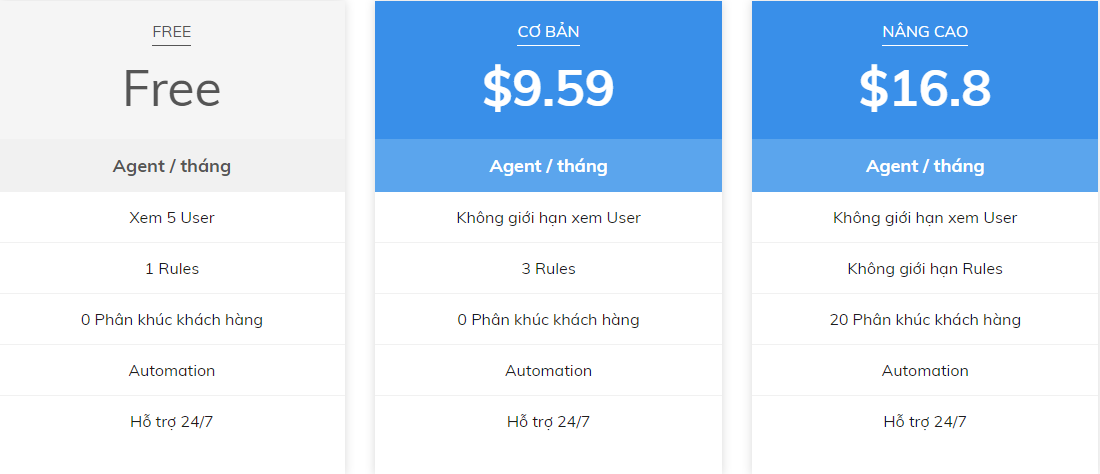 FREE
Free
Agent / tháng
Xem 5 User
1 Rules
0 Phân khúc khách hàng
Automation
Hỗ trợ 24/7
CƠ BẢN
$9.59
Agent / tháng
Không giới hạn xem User
3 Rules
0 Phân khúc khách hàng
Automation
Hỗ trợ 24/7
NÂNG CAO
$16.8
Agent / tháng
Không giới hạn xem User
Không giới hạn Rules
20 Phân khúc khách hàng
Automation
Hỗ trợ 24/7